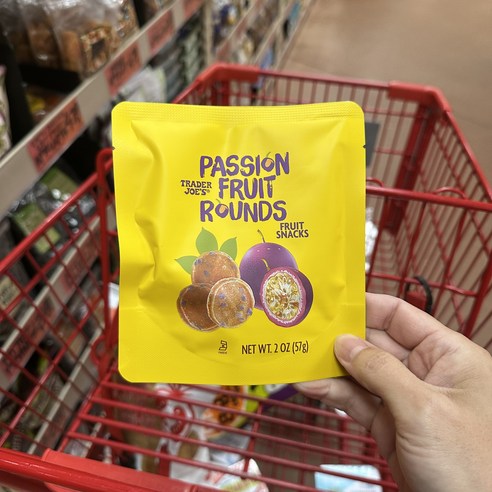 PASSION
TRADER JOE'S
FRUIT
ROUNDS
FRUIT
SNACKS
NET WT. 2 OZ (57g)